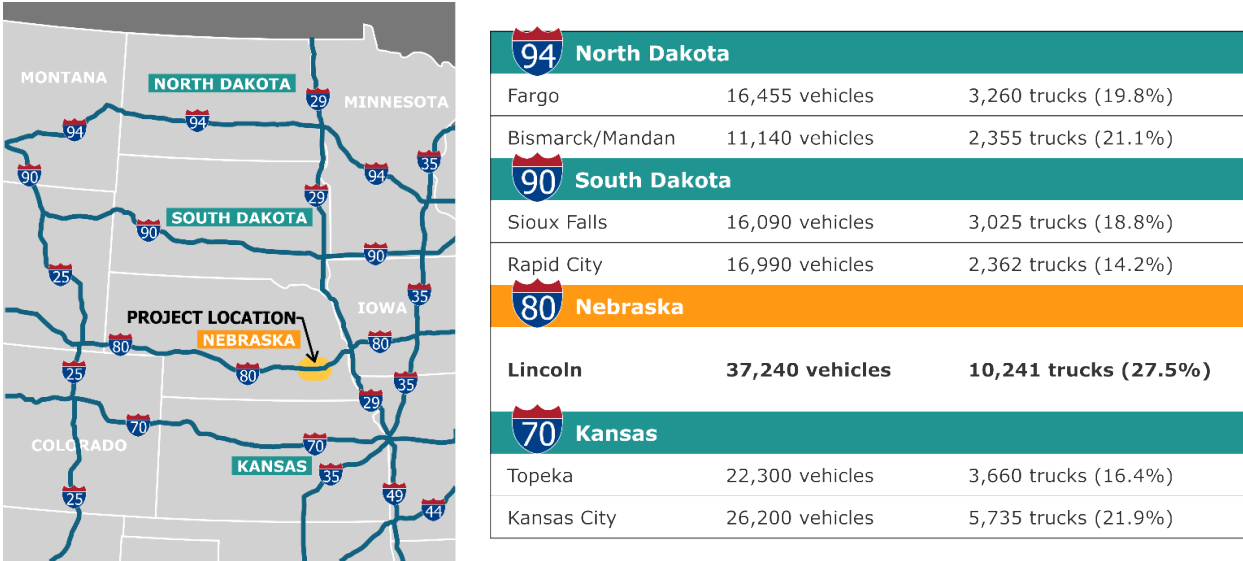 MONTANA
NORTH DAKOTA
29
MINNESOTA
94
94
35
90
94
29
SOUTH DAKOTA
90
90
25
35
IOWA
PROJECT LOCATION
NEBRASKA
80
80
80
25
35
29
70
COLORADO
70
KANSAS
35
25
49
44
94 North Dakota
Fargo 16,455 vehicles 3,260 trucks (19.8%)
Bismarck/Mandan 11,140 vehicles 2,355 trucks (21.1%)
90 South Dakota
Sioux Falls 16,090 vehicles 3,025 trucks (18.8%)
Rapid City 16,990 vehicles 2,362 trucks (14.2%)
80 Nebraska
Lincoln 37,240 vehicles 10,241 trucks (27.5%)
70 Kansas
Topeka 22,300 vehicles 3,660 trucks (16.4%)
Kansas City 26,200 vehicles 5,735 trucks (21.9%)